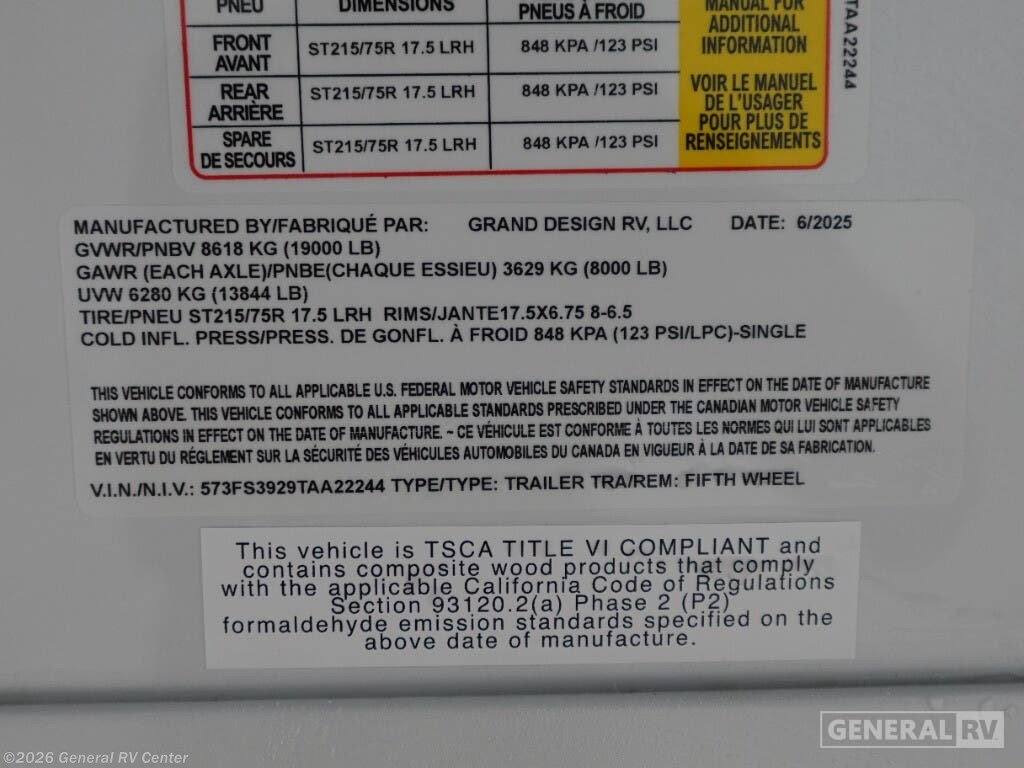 PNEU DIMENSIONS PNEUS À FROID
MANUAL FOR
ADDITIONAL
INFORMATION
FRONT
AVANT
ST215/75R 17.5 LRH 848 KPA /123 PSI
REAR
ARRIÈRE
ST215/75R 17.5 LRH 848 KPA /123 PSI
SPARE
DE SECOURS
ST215/75R 17.5 LRH 848 KPA /123 PSI
VOIR LE MANUEL
DE L'USAGER
POUR PLUS DE
RENSEIGNEMENTS
TAA22244
MANUFACTURED BY/FABRIQUÉ PAR: GRAND DESIGN RV, LLC DATE: 6/2025
GVWR/PNBV 8618 KG (19000 LB)
GAWR (EACH AXLE)/PNBE(CHAQUE ESSIEU) 3629 KG (8000 LB)
UVW 6280 KG (13844 LB)
TIRE/PNEU ST215/75R 17.5 LRH RIMS/JANTE17.5X6.75 8-6.5
COLD INFL. PRESS/PRESS. DE GONFL. À FROID 848 KPA (123 PSI/LPC)-SINGLE
THIS VEHICLE CONFORMS TO ALL APPLICABLE U.S. FEDERAL MOTOR VEHICLE SAFETY STANDARDS IN EFFECT ON THE DATE OF MANUFACTURE
SHOWN ABOVE. THIS VEHICLE CONFORMS TO ALL APPLICABLE STANDARDS PRESCRIBED UNDER THE CANADIAN MOTOR VEHICLE SAFETY
REGULATIONS IN EFFECT ON THE DATE OF MANUFACTURE. ~ CE VÉHICULE EST CONFORME À TOUTES LES NORMES QUI LUI SONT APPLICABLES
EN VERTU DU RÉGLEMENT SUR LA SÉCURITÉ DES VÉHICULES AUTOMOBILES DU CANADA EN VIGUEUR À LA DATE DE SA FABRICATION.
V.I.N./N.I.V.: 573FS3929TAA22244 TYPE/TYPE: TRAILER TRA/REM: FIFTH WHEEL
This vehicle is TSCA TITLE VI COMPLIANT and
contains composite wood products that comply
with the applicable California Code of Regulations
Section 93120.2(a) Phase 2 (P2)
formaldehyde emission standards specified on the
above date of manufacture.
GENERAL RV
©2026 General RV Center